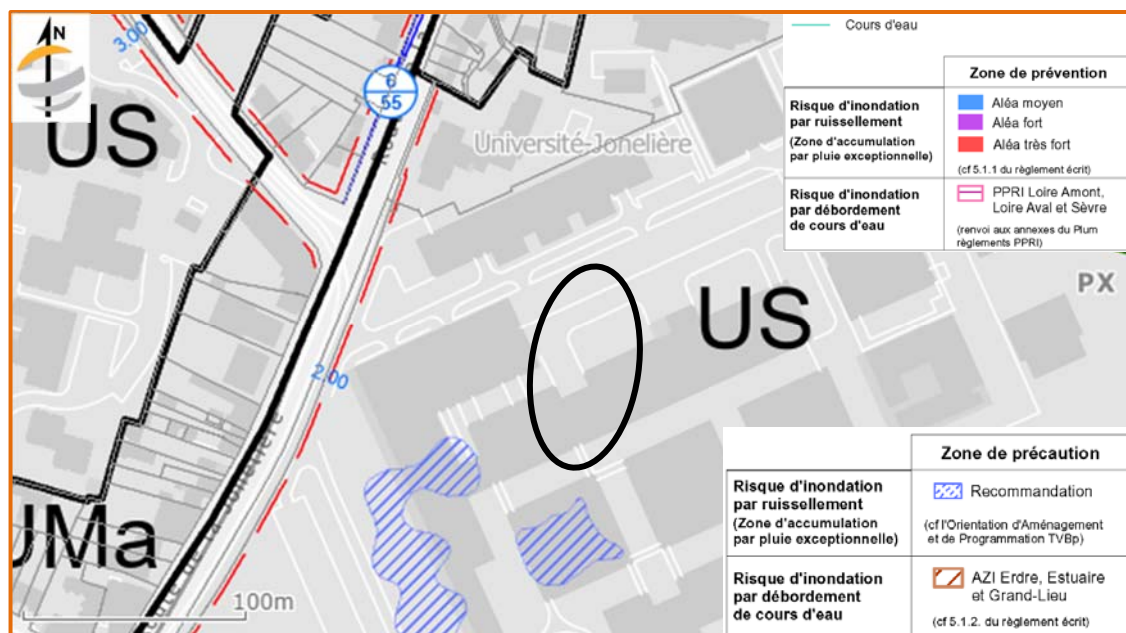 N
3.00
US
6
55
Rou
Université-Jonelière
US
PX
2.00
Route de la Jonelière
UMa
100m
Cours d'eau
Zone de prévention
Risque d'inondation
par ruissellement
(Zone d'accumulation
par pluie exceptionnelle)
Aléa moyen
Aléa fort
Aléa très fort
(cf 5.1.1 du règlement écrit)
Risque d'inondation
par débordement
de cours d'eau
PPRI Loire Amont,
Loire Aval et Sèvre
(renvoi aux annexes du Plum
règlements PPRI)
Zone de précaution
Risque d'inondation
par ruissellement
(Zone d'accumulation
par pluie exceptionnelle)
Recommandation
(cf l'Orientation d'Aménagement
et de Programmation TVBp)
Risque d'inondation
par débordement
de cours d'eau
AZI Erdre, Estuaire
et Grand-Lieu
(cf 5.1.2. du règlement écrit)